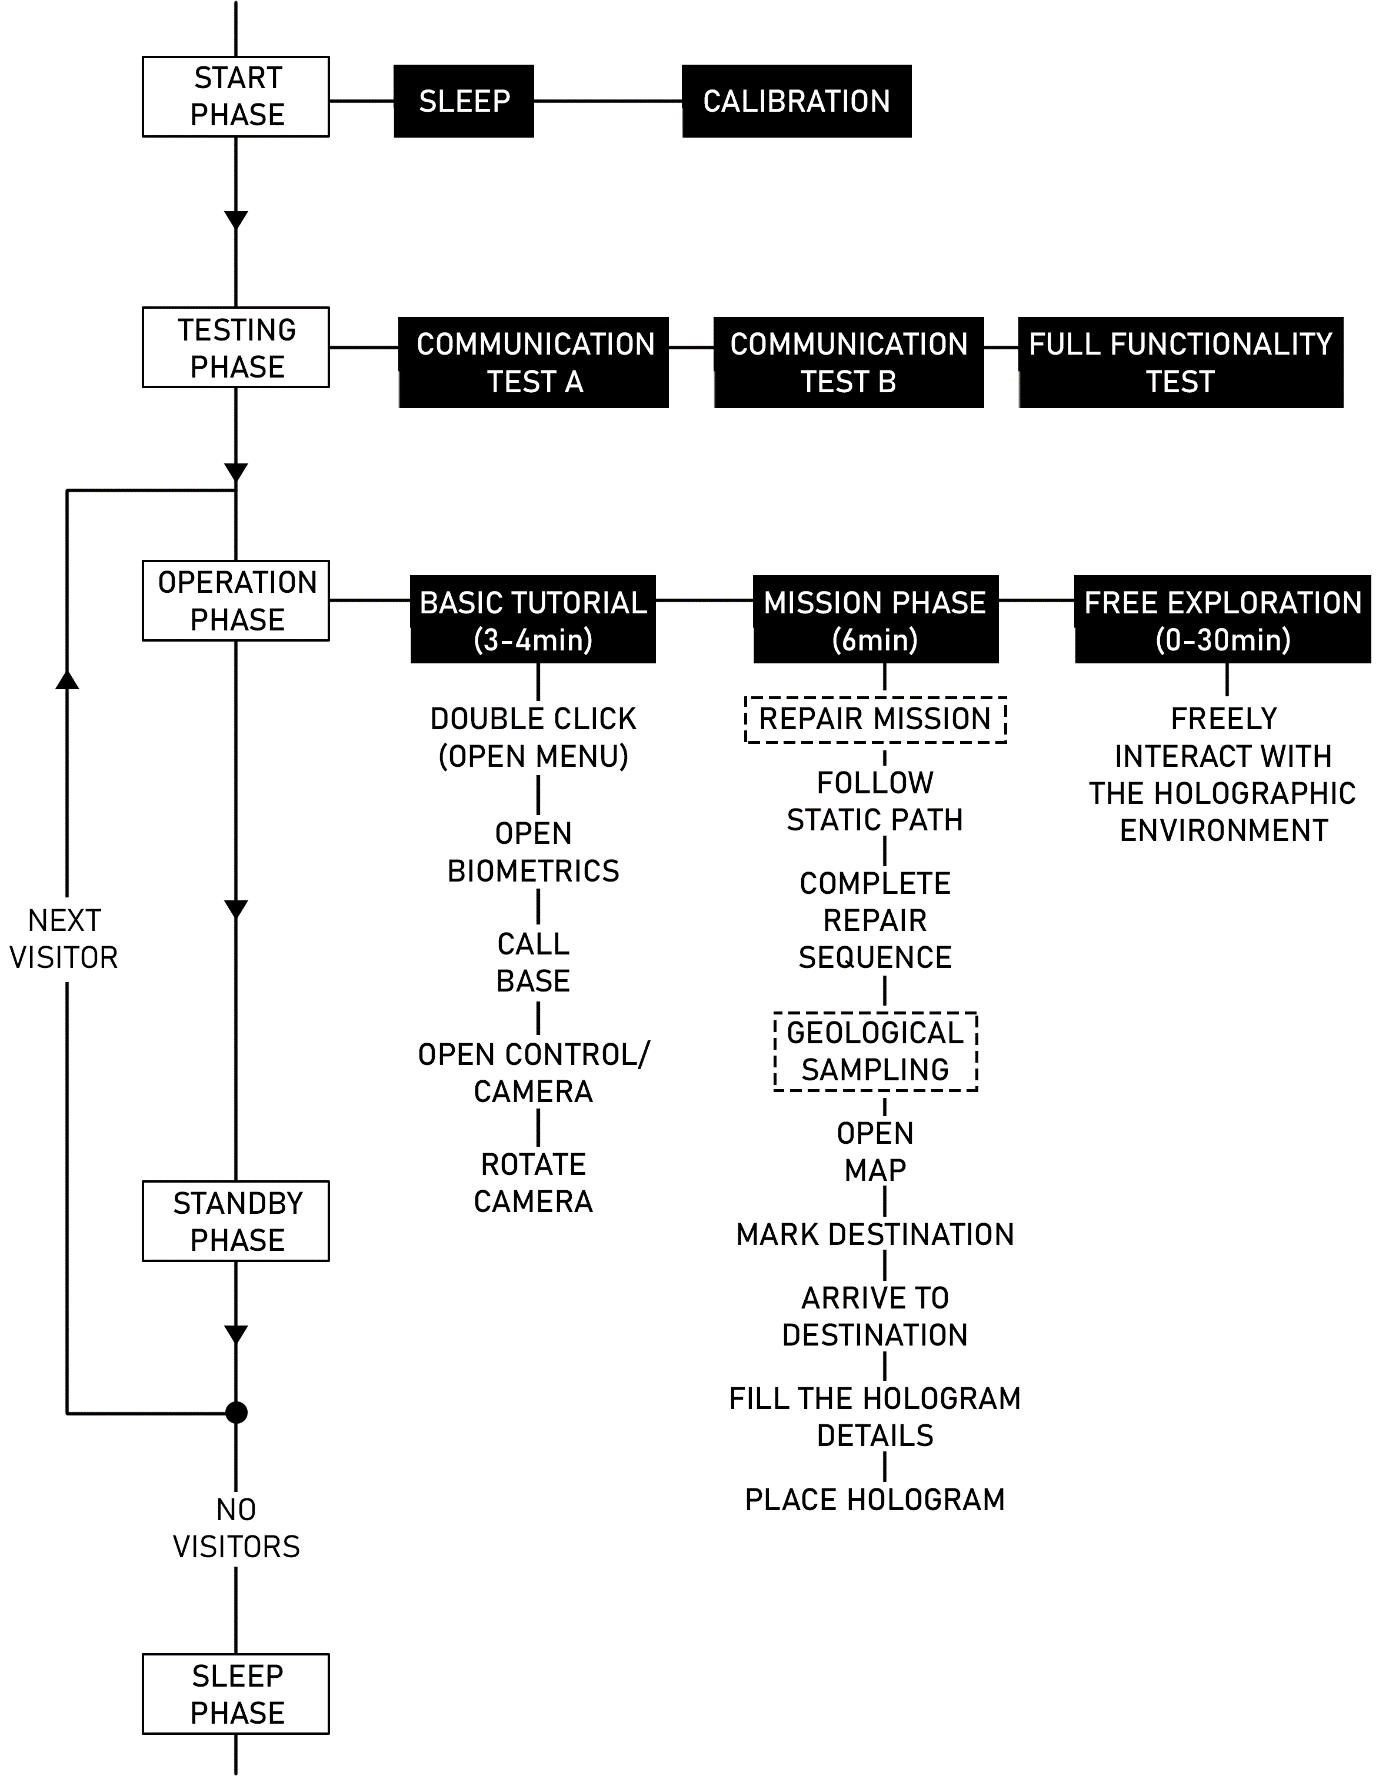 START
PHASE
SLEEP
CALIBRATION
TESTING
PHASE
COMMUNICATION
TEST A
COMMUNICATION
TEST B
FULL FUNCTIONALITY
TEST
OPERATION
PHASE
BASIC TUTORIAL
(3-4min)
MISSION PHASE
(6min)
FREE EXPLORATION
(0-30min)
DOUBLE CLICK
(OPEN MENU)
OPEN
BIOMETRICS
CALL
BASE
OPEN CONTROL/
CAMERA
ROTATE
CAMERA
REPAIR MISSION
FOLLOW
STATIC PATH
COMPLETE
REPAIR
SEQUENCE
GEOLOGICAL
SAMPLING
OPEN
MAP
MARK DESTINATION
ARRIVE TO
DESTINATION
FILL THE HOLOGRAM
DETAILS
PLACE HOLOGRAM
FREELY
INTERACT WITH
THE HOLOGRAPHIC
ENVIRONMENT
NEXT
VISITOR
STANDBY
PHASE
NO
VISITORS
SLEEP
PHASE